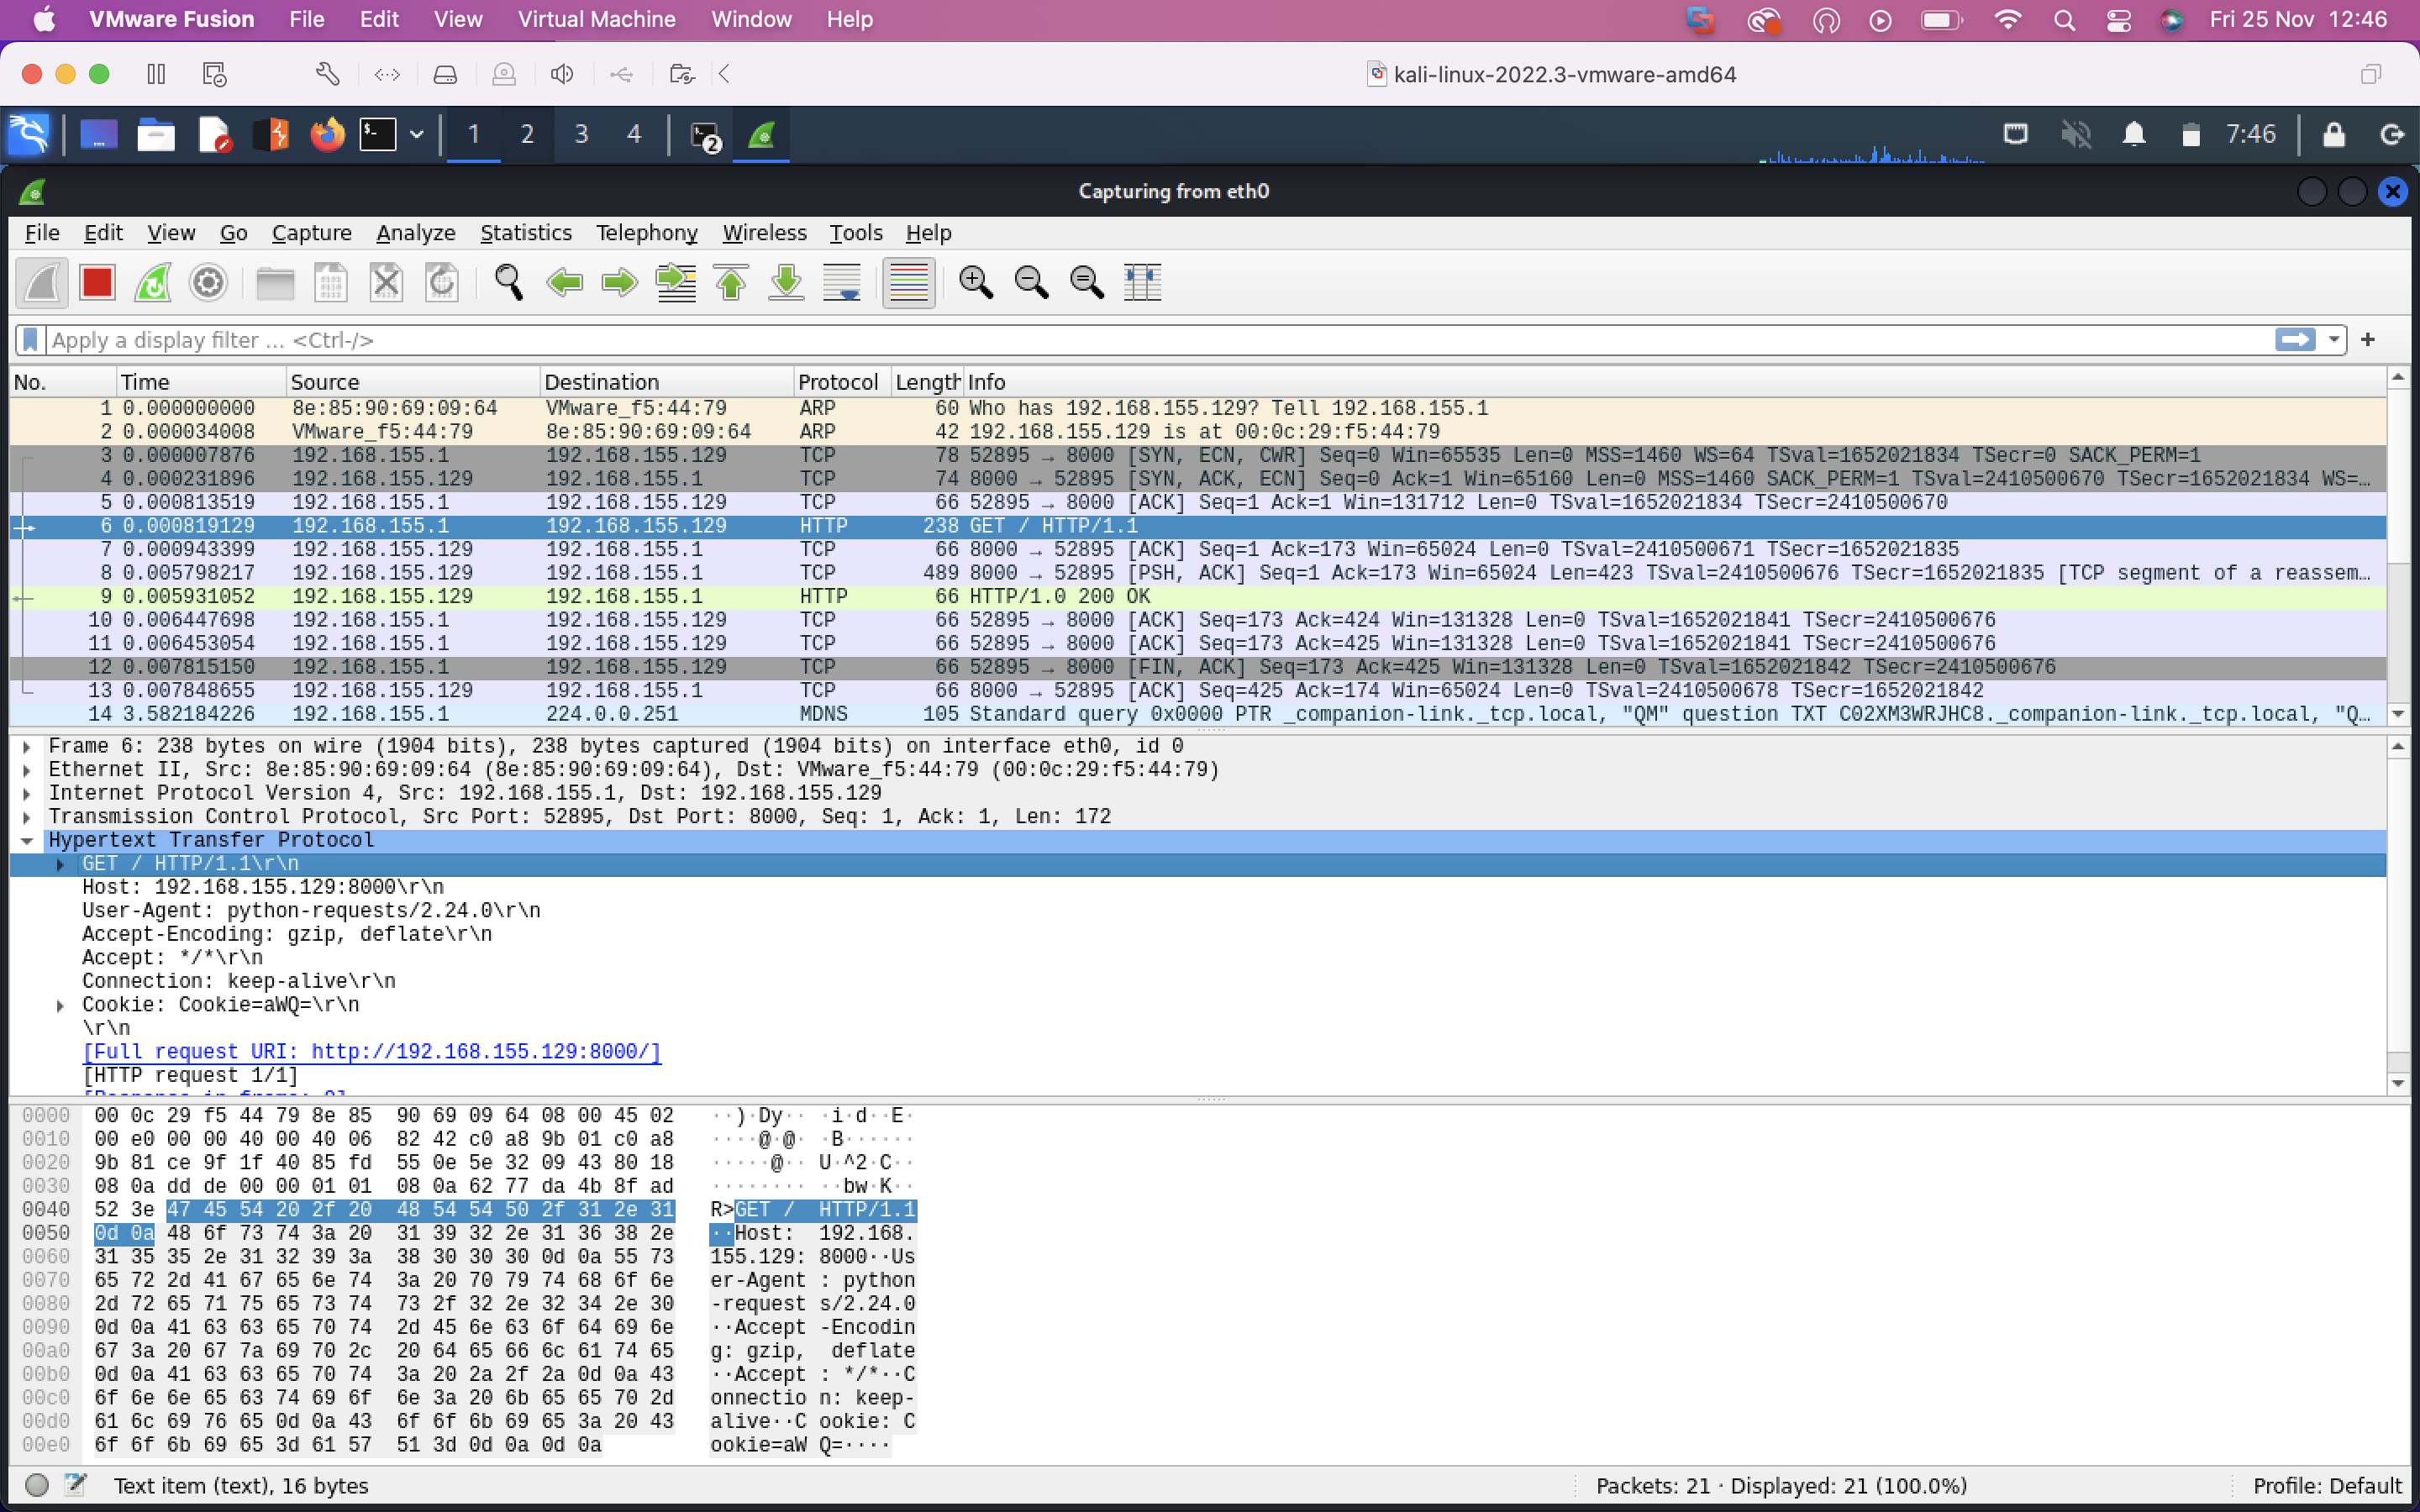 VMware Fusion File Edit View Virtual Machine Window Help Fri 25 Nov 12:46
kali-linux-2022.3-vmware-amd64
1 2 3 4 2 7:46
Capturing from eth0
File Edit View Go Capture Analyze Statistics Telephony Wireless Tools Help
Apply a display filter ... <Ctrl-/>
No. Time Source Destination Protocol Length Info
1 0.000000000 8e:85:90:69:09:64 VMware_f5:44:79 ARP 60 Who has 192.168.155.129? Tell 192.168.155.1
2 0.000034008 VMware_f5:44:79 8e:85:90:69:09:64 ARP 42 192.168.155.129 is at 00:0c:29:f5:44:79
3 0.000007876 192.168.155.1 192.168.155.129 TCP 78 52895 → 8000 [SYN, ECN, CWR] Seq=0 Win=65535 Len=0 MSS=1460 WS=64 TSval=1652021834 TSecr=0 SACK_PERM=1
4 0.000231896 192.168.155.129 192.168.155.1 TCP 74 8000 → 52895 [SYN, ACK, ECN] Seq=0 Ack=1 Win=65160 Len=0 MSS=1460 SACK_PERM=1 TSval=2410500670 TSecr=1652021834 WS=…
5 0.000813519 192.168.155.1 192.168.155.129 TCP 66 52895 → 8000 [ACK] Seq=1 Ack=1 Win=131712 Len=0 TSval=1652021834 TSecr=2410500670
6 0.000819129 192.168.155.1 192.168.155.129 HTTP 238 GET / HTTP/1.1
7 0.000943399 192.168.155.129 192.168.155.1 TCP 66 8000 → 52895 [ACK] Seq=1 Ack=173 Win=65024 Len=0 TSval=2410500671 TSecr=1652021835
8 0.005798217 192.168.155.129 192.168.155.1 TCP 489 8000 → 52895 [PSH, ACK] Seq=1 Ack=173 Win=65024 Len=423 TSval=2410500676 TSecr=1652021835 [TCP segment of a reassem…
9 0.005931052 192.168.155.129 192.168.155.1 HTTP 66 HTTP/1.0 200 OK
10 0.006447698 192.168.155.1 192.168.155.129 TCP 66 52895 → 8000 [ACK] Seq=173 Ack=424 Win=131328 Len=0 TSval=1652021841 TSecr=2410500676
11 0.006453054 192.168.155.1 192.168.155.129 TCP 66 52895 → 8000 [ACK] Seq=173 Ack=425 Win=131328 Len=0 TSval=1652021841 TSecr=2410500676
12 0.007815150 192.168.155.1 192.168.155.129 TCP 66 52895 → 8000 [FIN, ACK] Seq=173 Ack=425 Win=131328 Len=0 TSval=1652021842 TSecr=2410500676
13 0.007848655 192.168.155.129 192.168.155.1 TCP 66 8000 → 52895 [ACK] Seq=425 Ack=174 Win=65024 Len=0 TSval=2410500678 TSecr=1652021842
14 3.582184226 192.168.155.1 224.0.0.251 MDNS 105 Standard query 0x0000 PTR _companion-link._tcp.local, "QM" question TXT C02XM3WRJHC8._companion-link._tcp.local, "Q…
Frame 6: 238 bytes on wire (1904 bits), 238 bytes captured (1904 bits) on interface eth0, id 0
Ethernet II, Src: 8e:85:90:69:09:64 (8e:85:90:69:09:64), Dst: VMware_f5:44:79 (00:0c:29:f5:44:79)
Internet Protocol Version 4, Src: 192.168.155.1, Dst: 192.168.155.129
Transmission Control Protocol, Src Port: 52895, Dst Port: 8000, Seq: 1, Ack: 1, Len: 172
Hypertext Transfer Protocol
GET / HTTP/1.1\r\n
Host: 192.168.155.129:8000\r\n
User-Agent: python-requests/2.24.0\r\n
Accept-Encoding: gzip, deflate\r\n
Accept: */*\r\n
Connection: keep-alive\r\n
Cookie: Cookie=aWQ=\r\n
\r\n
[Full request URI: http://192.168.155.129:8000/]
[HTTP request 1/1]
[Response in frame: 9]
0000 00 0c 29 f5 44 79 8e 85 90 69 09 64 08 00 45 02 ··)·Dy·· ·i·d··E·
0010 00 e0 00 00 40 00 40 06 82 42 c0 a8 9b 01 c0 a8 ····@·@· ·B······
0020 9b 81 ce 9f 1f 40 85 fd 55 0e 5e 32 09 43 80 18 ·····@·· U·^2·C··
0030 08 0a dd de 00 00 01 01 08 0a 62 77 da 4b 8f ad ········ ··bw·K··
0040 52 3e 47 45 54 20 2f 20 48 54 54 50 2f 31 2e 31 R>GET / HTTP/1.1
0050 0d 0a 48 6f 73 74 3a 20 31 39 32 2e 31 36 38 2e ··Host: 192.168.
0060 31 35 35 2e 31 32 39 3a 38 30 30 30 0d 0a 55 73 155.129: 8000··Us
0070 65 72 2d 41 67 65 6e 74 3a 20 70 79 74 68 6f 6e er-Agent : python
0080 2d 72 65 71 75 65 73 74 73 2f 32 2e 32 34 2e 30 -request s/2.24.0
0090 0d 0a 41 63 63 65 70 74 2d 45 6e 63 6f 64 69 6e ··Accept -Encodin
00a0 67 3a 20 67 7a 69 70 2c 20 64 65 66 6c 61 74 65 g: gzip, deflate
00b0 0d 0a 41 63 63 65 70 74 3a 20 2a 2f 2a 0d 0a 43 ··Accept : */*··C
00c0 6f 6e 6e 65 63 74 69 6f 6e 3a 20 6b 65 65 70 2d onnectio n: keep-
00d0 61 6c 69 76 65 0d 0a 43 6f 6f 6b 69 65 3a 20 43 alive··C ookie: C
00e0 6f 6f 6b 69 65 3d 61 57 51 3d 0d 0a 0d 0a ookie=aW Q=····
Text item (text), 16 bytes Packets: 21 · Displayed: 21 (100.0%) Profile: Default